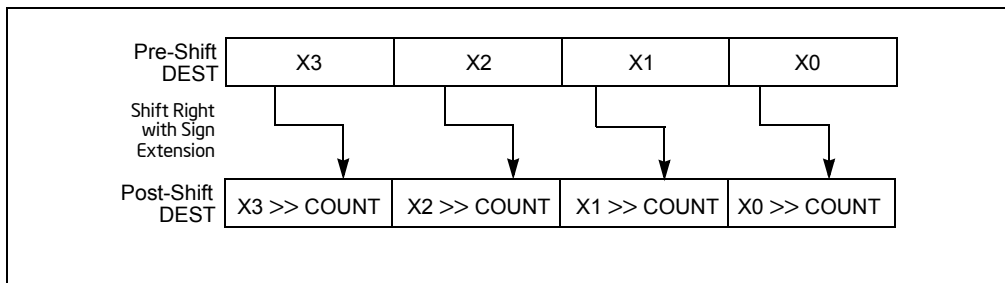 Pre-Shift
DEST
X3 X2 X1 X0
Shift Right
with Sign
Extension
Post-Shift
DEST
X3 >> COUNT X2 >> COUNT X1 >> COUNT X0 >> COUNT